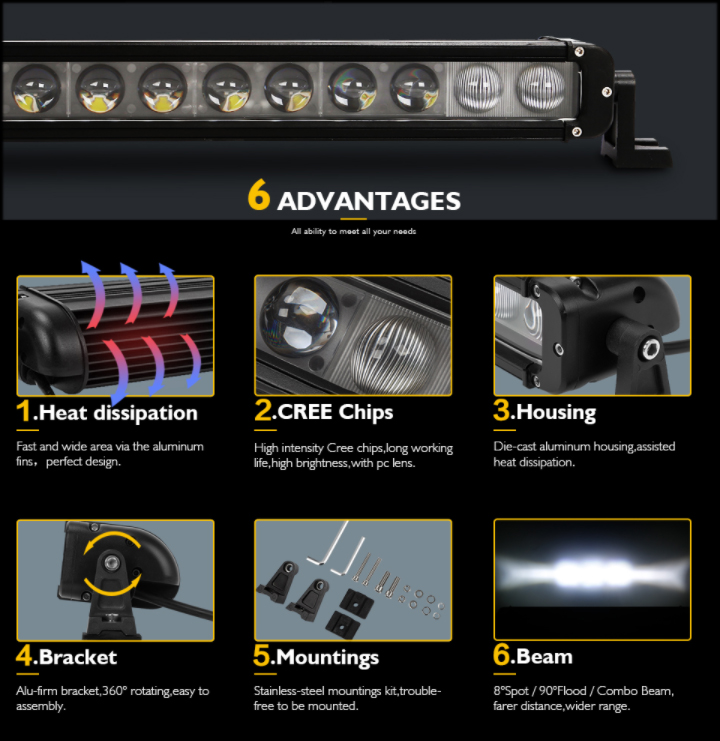 6 ADVANTAGES
All ability to meet all your needs
1.Heat dissipation
Fast and wide area via the aluminum
fins，perfect design.
2.CREE Chips
High intensity Cree chips,long working
life,high brightness,with pc lens.
3.Housing
Die-cast aluminum housing,assisted
heat dissipation.
4.Bracket
Alu-firm bracket,360° rotating,easy to
assembly.
5.Mountings
Stainless-steel mountings kit,trouble-
free to be mounted.
6.Beam
8°Spot / 90°Flood / Combo Beam,
farer distance,wider range.